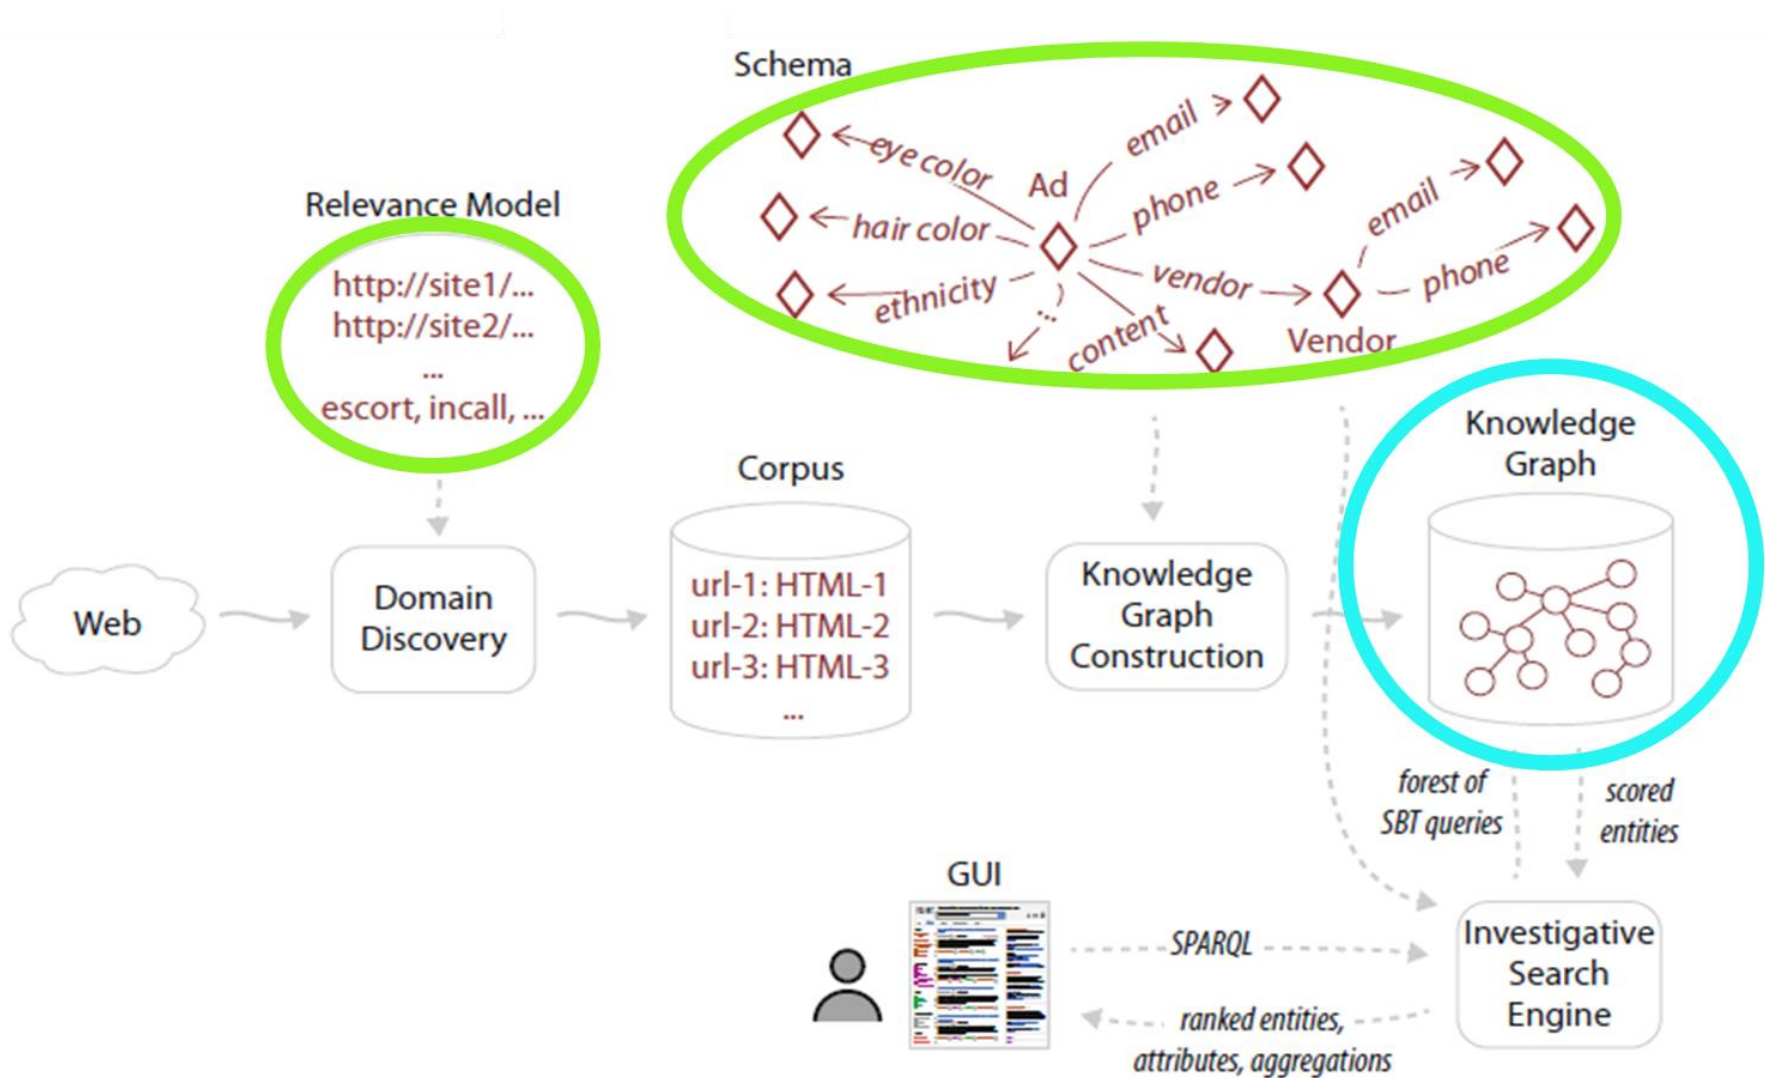 Schema
eye color
hair color
ethnicity
...
content
Ad
email
phone
vendor
Vendor
email
phone
Relevance Model
http://site1/...
http://site2/...
...
escort, incall, ...
Web
Domain
Discovery
Corpus
url-1: HTML-1
url-2: HTML-2
url-3: HTML-3
...
Knowledge
Graph
Construction
Knowledge
Graph
forest of
SBT queries
scored
entities
GUI
SPARQL
ranked entities,
attributes, aggregations
Investigative
Search
Engine